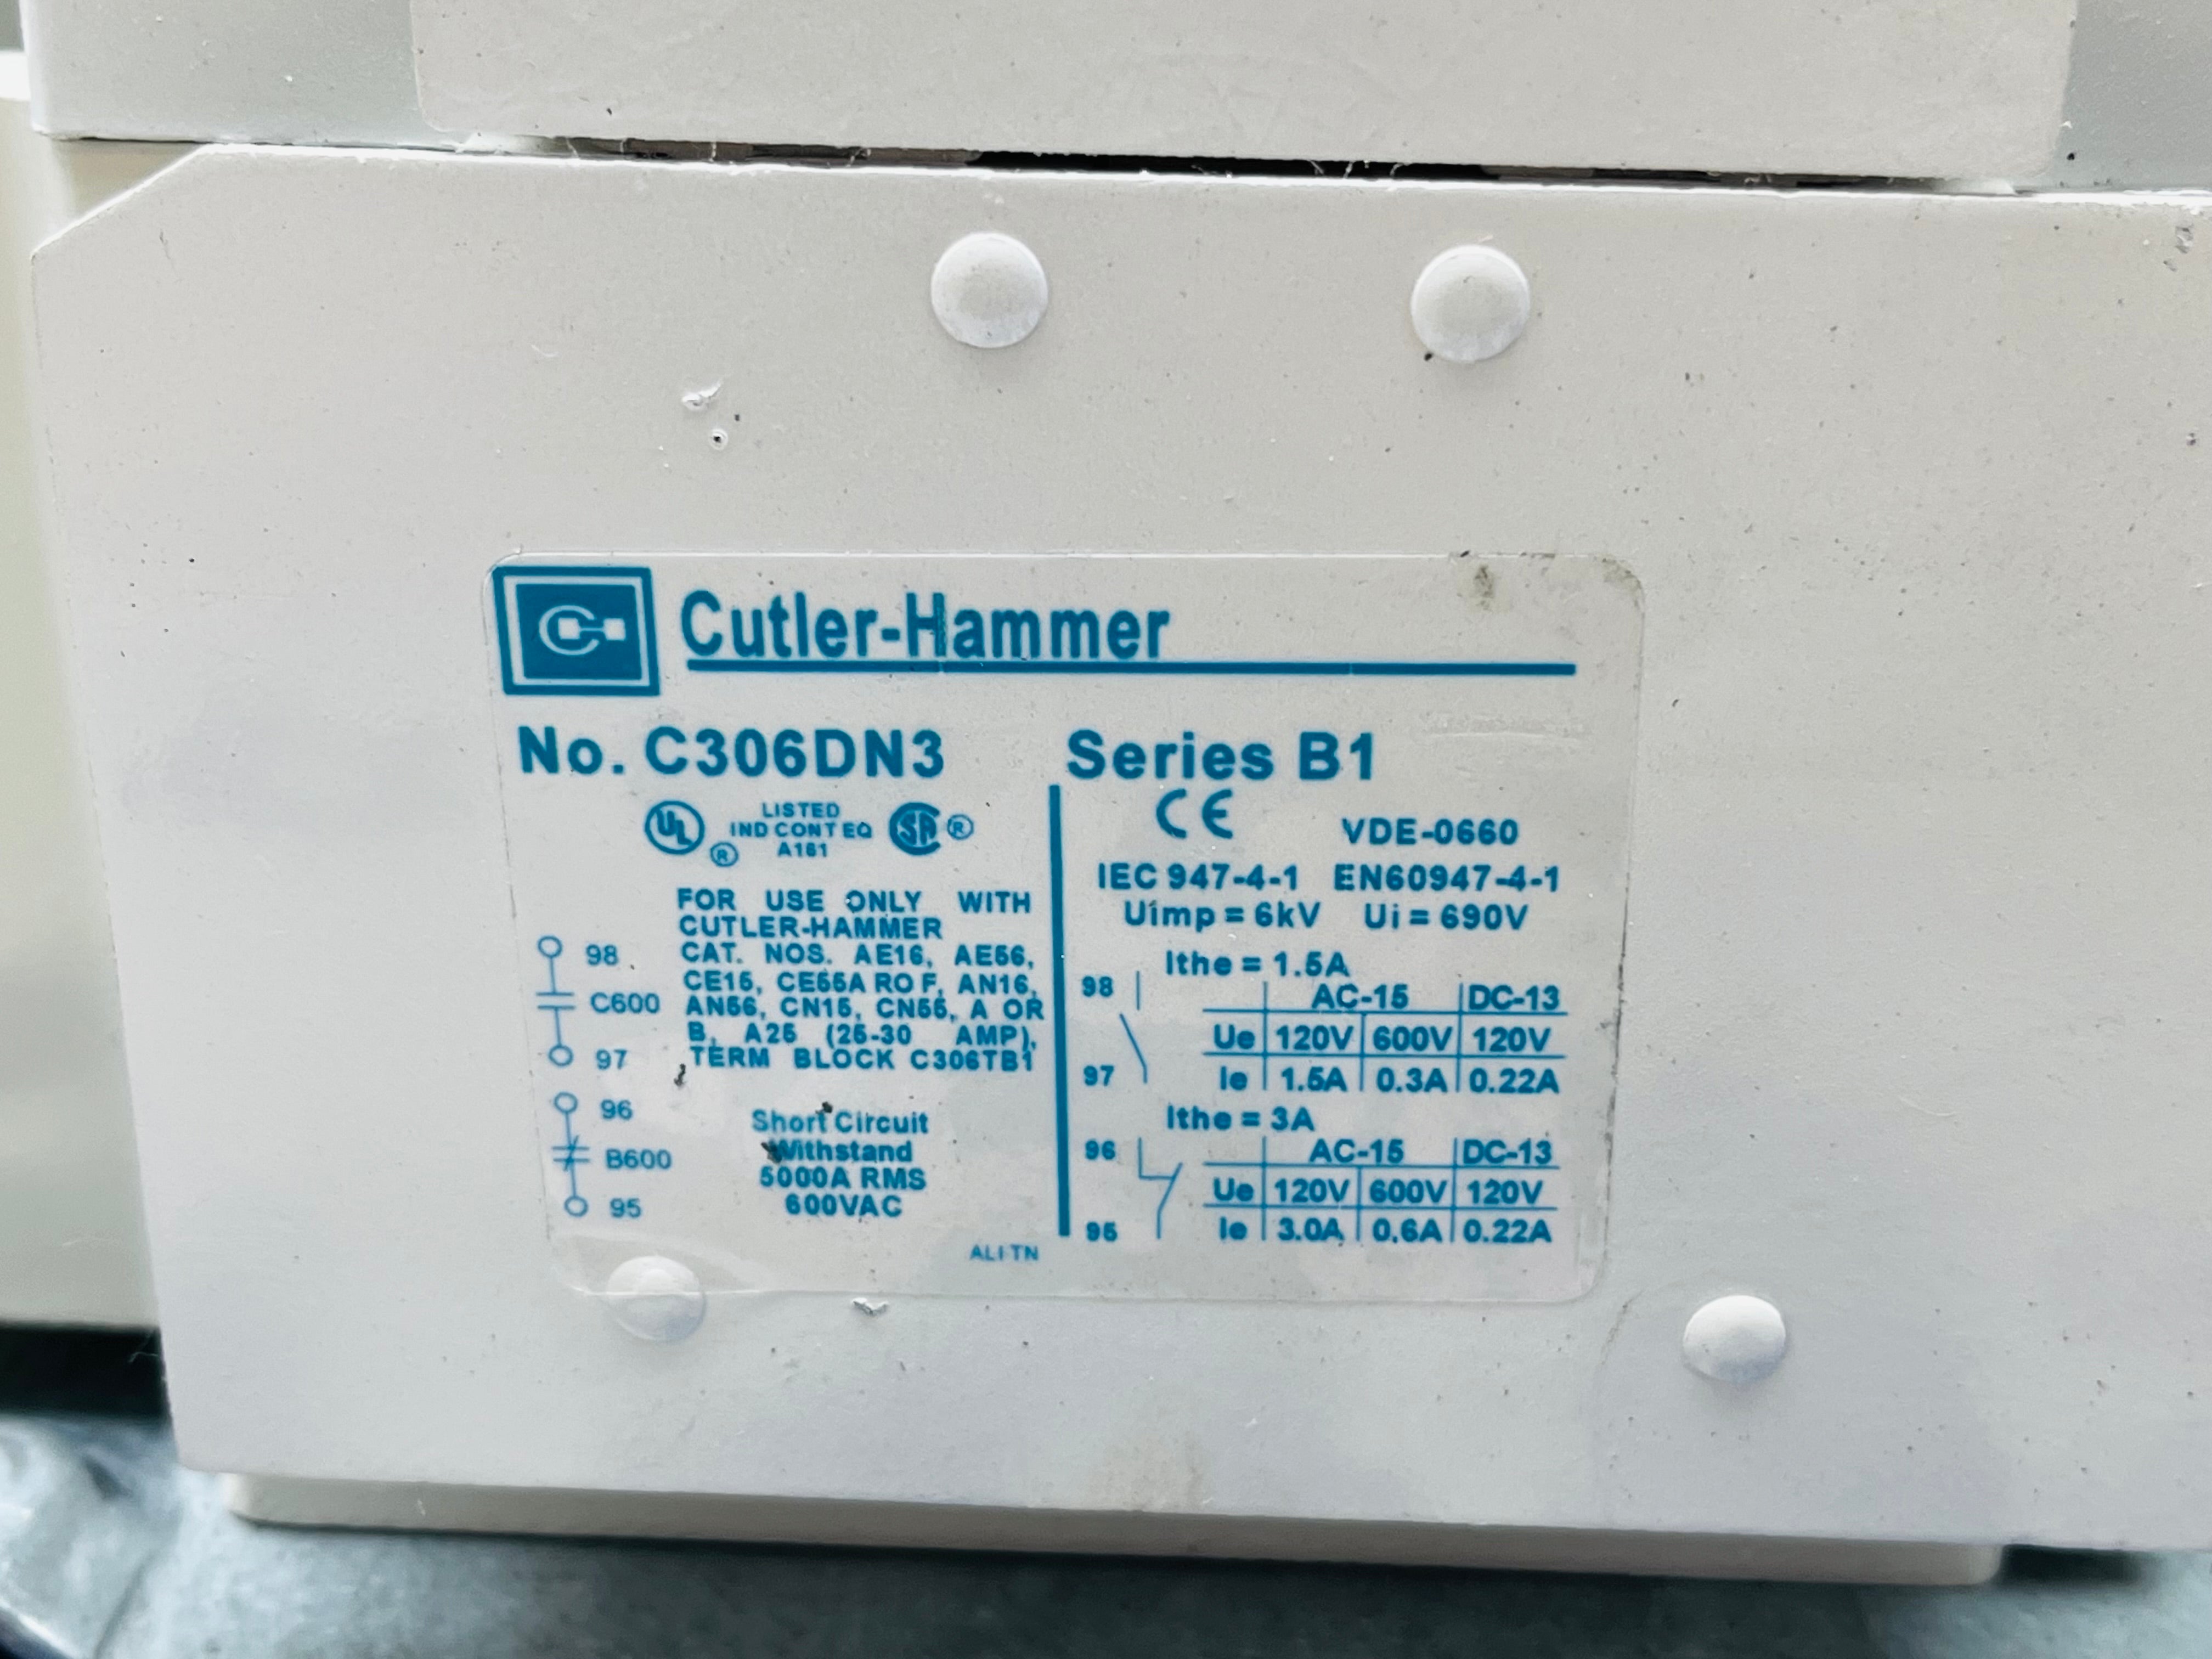 Cutler-Hammer
No. C306DN3
Series B1
UL
®
LISTED
IND CONT EQ
A161
SA ®
FOR USE ONLY WITH
CUTLER-HAMMER
CAT. NOS. AE16, AE56,
CE15, CE55A RO F, AN16,
AN56, CN15, CN55, A OR
B, A25 (25-30 AMP),
TERM BLOCK C306TB1
98
C600
97
96
B600
95
Short Circuit
Withstand
5000A RMS
600VAC
ALI TN
CE
VDE-0660
IEC 947-4-1 EN60947-4-1
Uimp = 6kV Ui = 690V
Ithe = 1.5A
98
AC-15 DC-13
Ue 120V 600V 120V
97
Ie 1.5A 0.3A 0.22A
Ithe = 3A
96
AC-15 DC-13
Ue 120V 600V 120V
95
Ie 3.0A 0.6A 0.22A